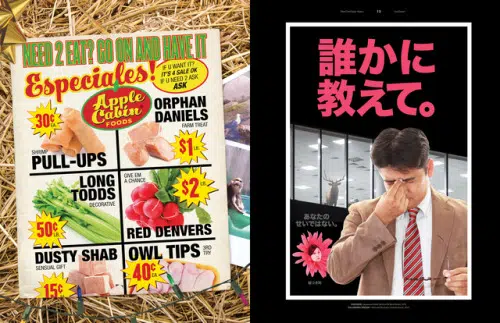 NEED 2 EAT? GO ON AND HAVE IT
Especiales!
IF U WANT IT?
IT'S A SALE OK
IF U NEED 2 ASK
ASK
Apple
Cabin
FOODS
30¢
SHRIMP
PULL-UPS
ORPHAN
DANIELS
FARM TREAT
$1
LONG
TODDS
DECORATIVE
50¢
GIVE EM
A CHANCE
$2
RED DENVERS
DUSTY SHAB
SENSUAL GIFT
15¢
OWL TIPS
3RD
TRY
40¢
18
誰かに
教えて。
あなたの
せいではない。